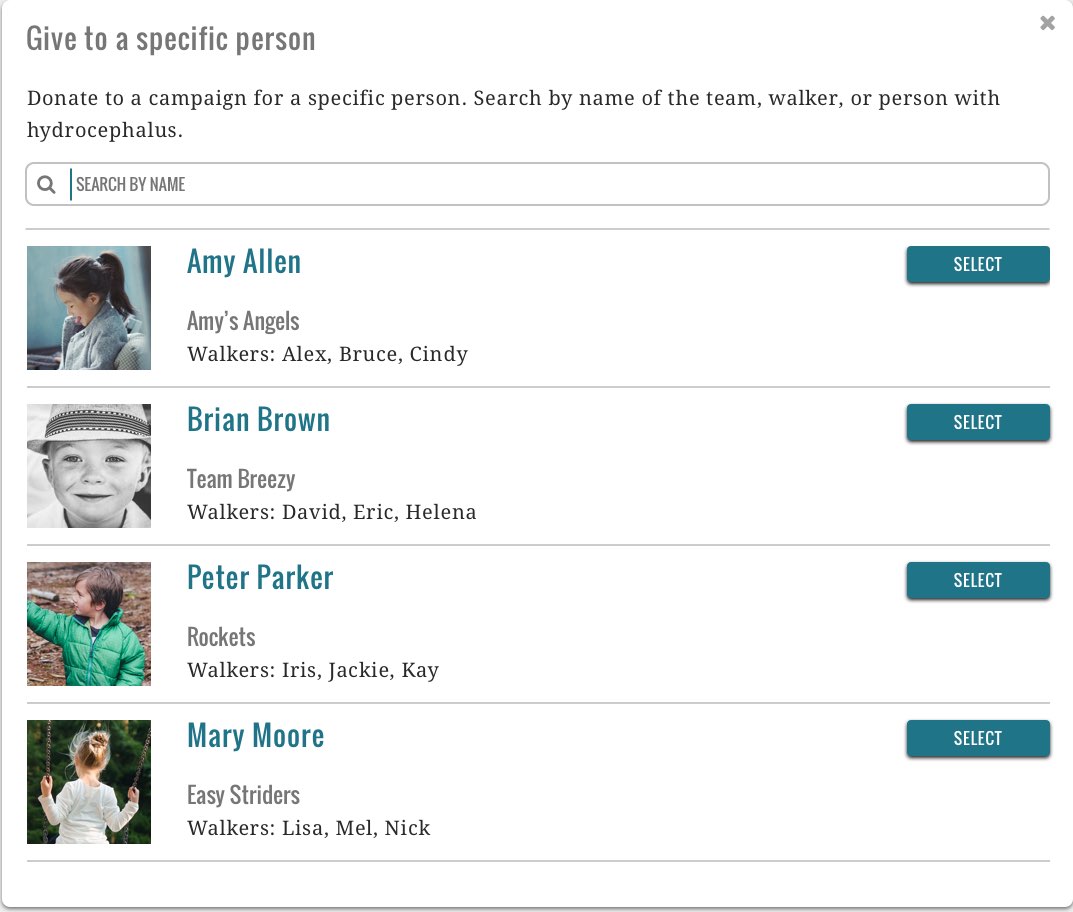 Give to a specific person
Donate to a campaign for a specific person. Search by name of the team, walker, or person with
hydrocephalus.
SEARCH BY NAME
Amy Allen
SELECT
Amy’s Angels
Walkers: Alex, Bruce, Cindy
Brian Brown
SELECT
Team Breezy
Walkers: David, Eric, Helena
Peter Parker
SELECT
Rockets
Walkers: Iris, Jackie, Kay
Mary Moore
SELECT
Easy Striders
Walkers: Lisa, Mel, Nick